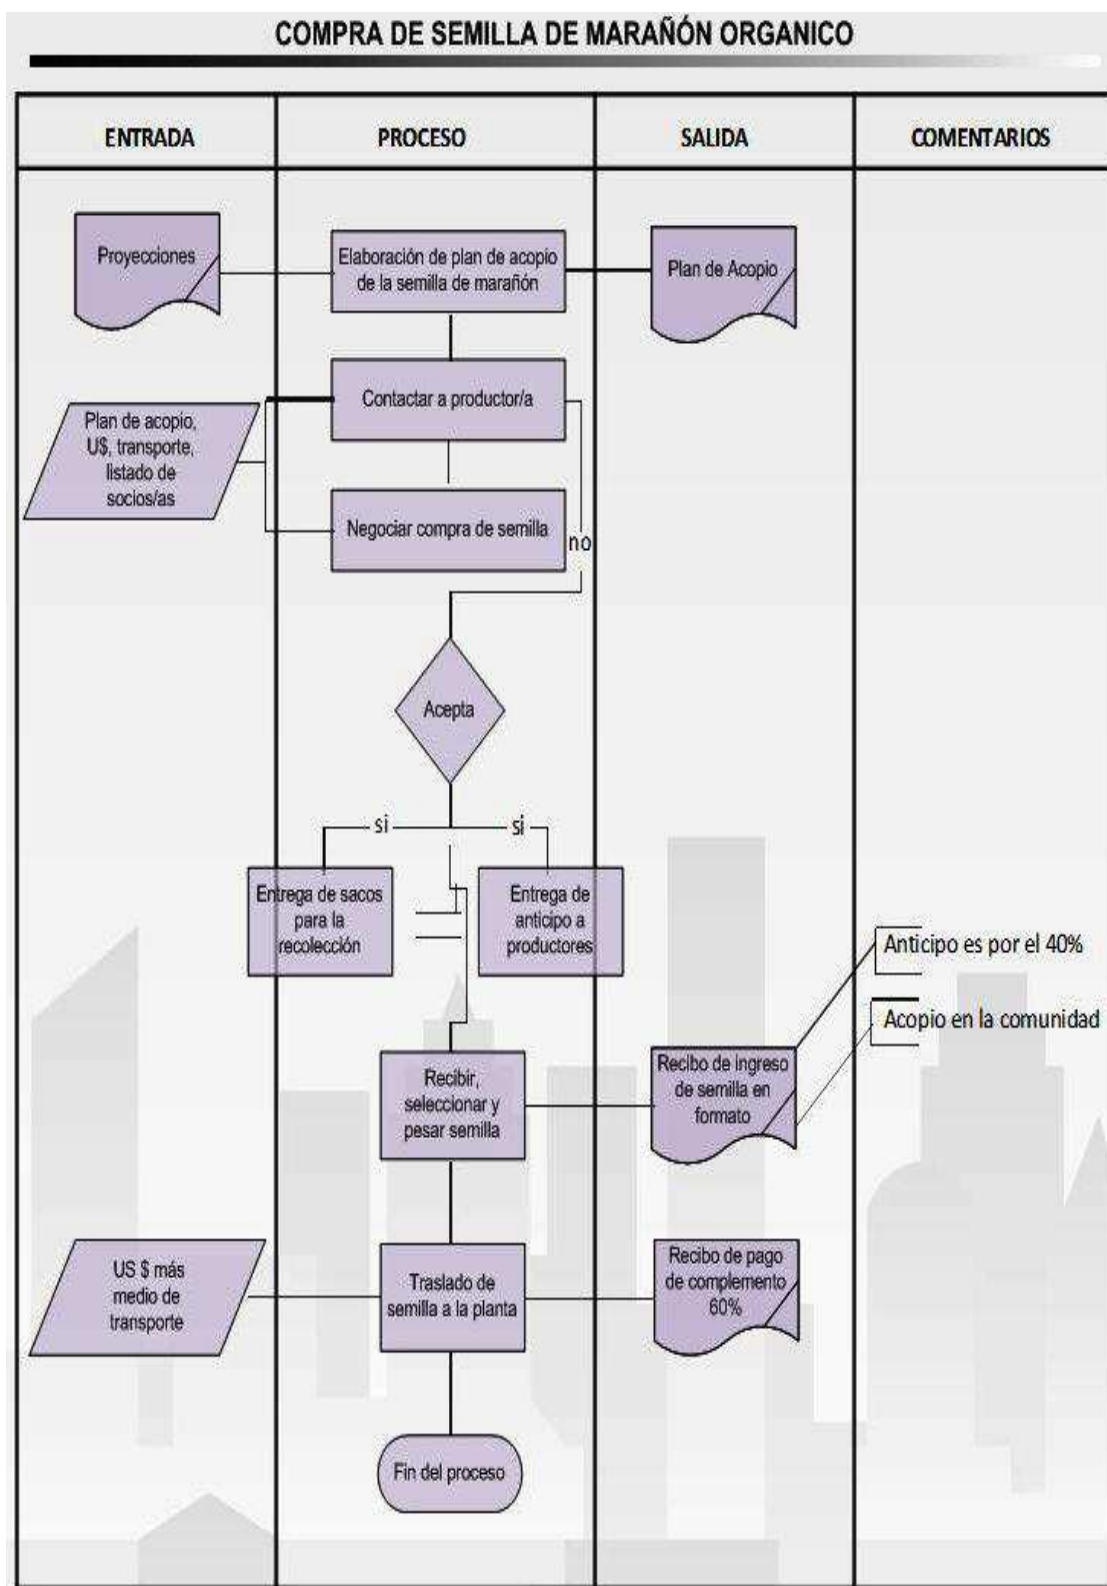 COMPRA DE SEMILLA DE MARAÑÓN ORGANICO
ENTRADA
PROCESO
SALIDA
COMENTARIOS
Proyecciones
Elaboración de plan de acopio
de la semilla de marañón
Plan de Acopio
Contactar a productor/a
Plan de acopio,
U$, transporte,
listado de
socios/as
Negociar compra de semilla
no
Acepta
si
si
Entrega de sacos
para la
recolección
Entrega de
anticipo a
productores
Anticipo es por el 40%
Acopio en la comunidad
Recibir,
seleccionar y
pesar semilla
Recibo de ingreso
de semilla en
formato
US $ más
medio de
transporte
Traslado de
semilla a la planta
Recibo de pago
de complemento
60%
Fin del proceso